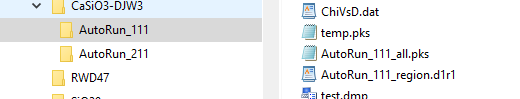 CaSiO3-DJW3
AutoRun_111
AutoRun_211
RWD47
ChiVsD.dat
temp.pks
AutoRun_111_all.pks
AutoRun_111_region.d1r1
test.dmp